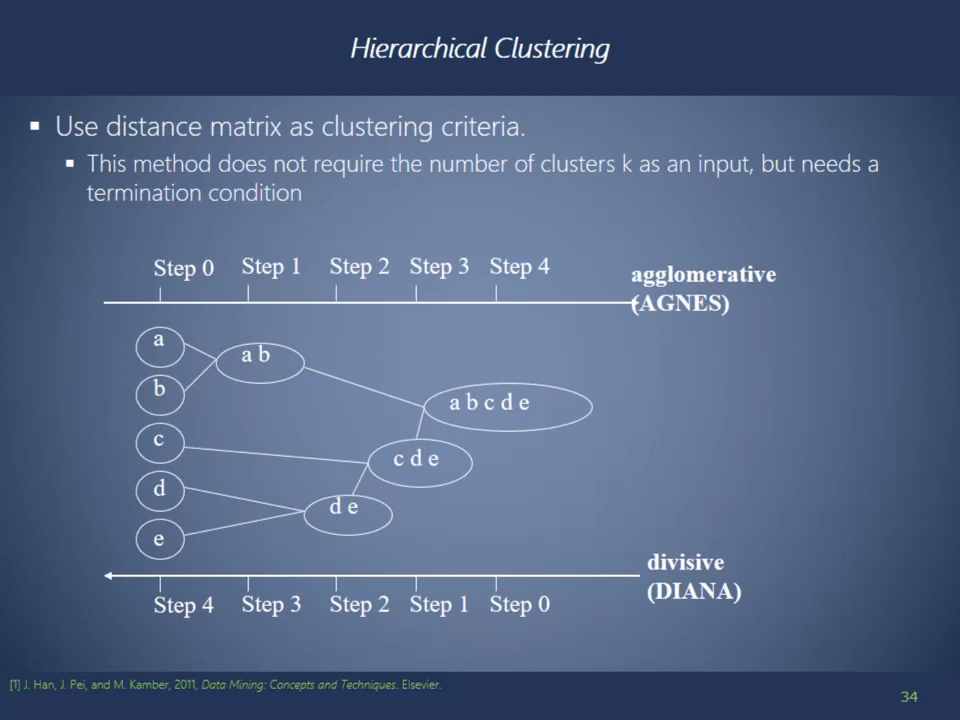 Hierarchical Clustering
▪ Use distance matrix as clustering criteria.
▪ This method does not require the number of clusters k as an input, but needs a
termination condition
Step 0 Step 1 Step 2 Step 3 Step 4
agglomerative
(AGNES)
a
a b
b
a b c d e
c
c d e
d
d e
e
divisive
(DIANA)
Step 4 Step 3 Step 2 Step 1 Step 0
[1] J. Han, J. Pei, and M. Kamber, 2011, Data Mining: Concepts and Techniques. Elsevier.
34